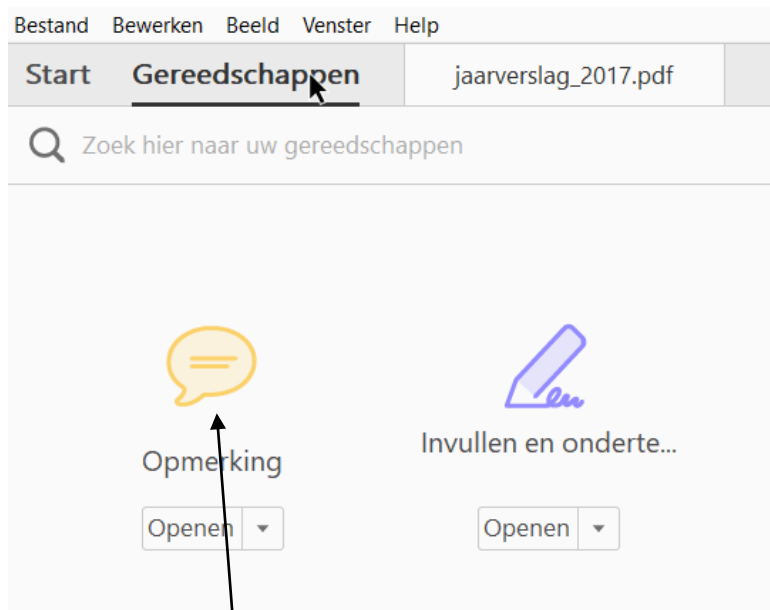 Bestand Bewerken Beeld Venster Help
Start Gereedschappen jaarverslag_2017.pdf
Zoek hier naar uw gereedschappen
Opmerking
Invullen en onderte...
Openen
Openen